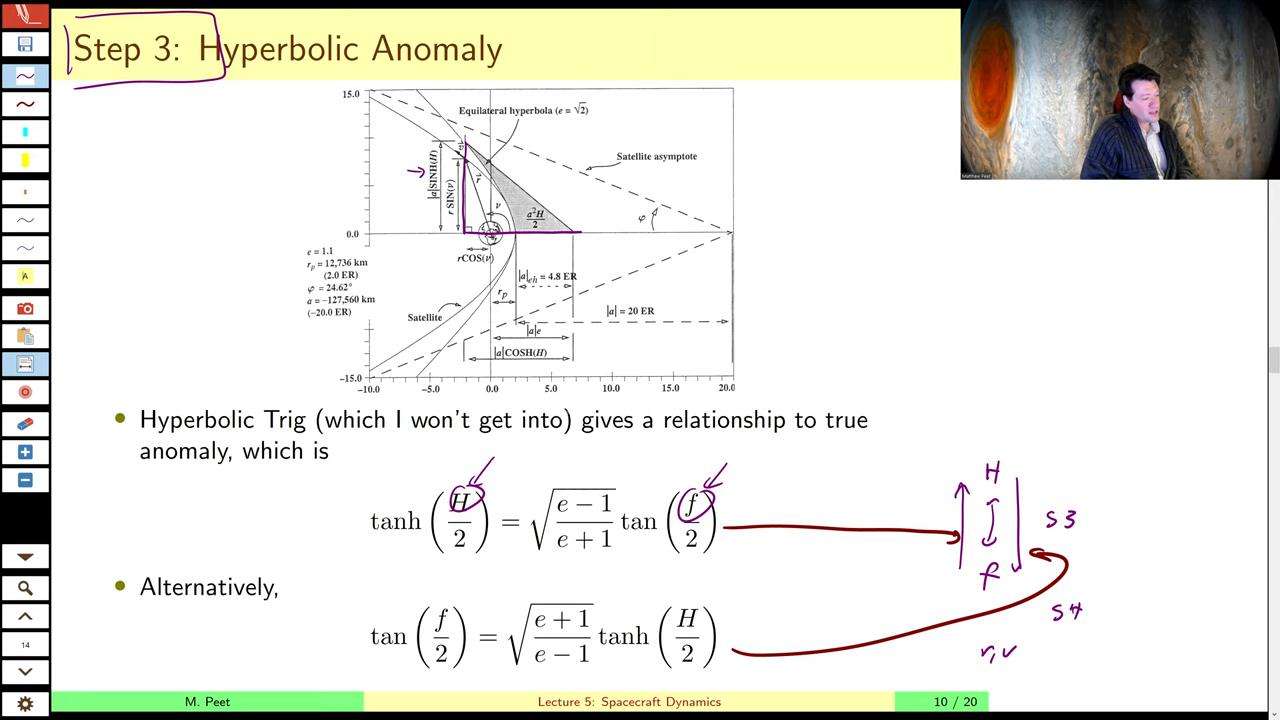 Step 3: Hyperbolic Anomaly
15.0
Equilateral hyperbola (e = √2)
Satellite asymptote
|a|SINH(H)
r SIN(ν)
r⃗
ν
φ
a²H
2
0.0
e = 1.1
r_p = 12,736 km
(2.0 ER)
φ = 24.62°
a = −127,560 km
(−20.0 ER)
rCOS(ν)
|a|_eh = 4.8 ER
r_p
Satellite
|a| = 20 ER
|a|e
|a|COSH(H)
-15.0
-10.0 -5.0 0.0 5.0 10.0 15.0 20.0
Matthew Peet
• Hyperbolic Trig (which I won't get into) gives a relationship to true
anomaly, which is
tanh(H/2) = √((e − 1)/(e + 1)) tan(f/2)
• Alternatively,
tan(f/2) = √((e + 1)/(e − 1)) tanh(H/2)
H
S3
f
S4
r, v
14
M. Peet Lecture 5: Spacecraft Dynamics 10 / 20